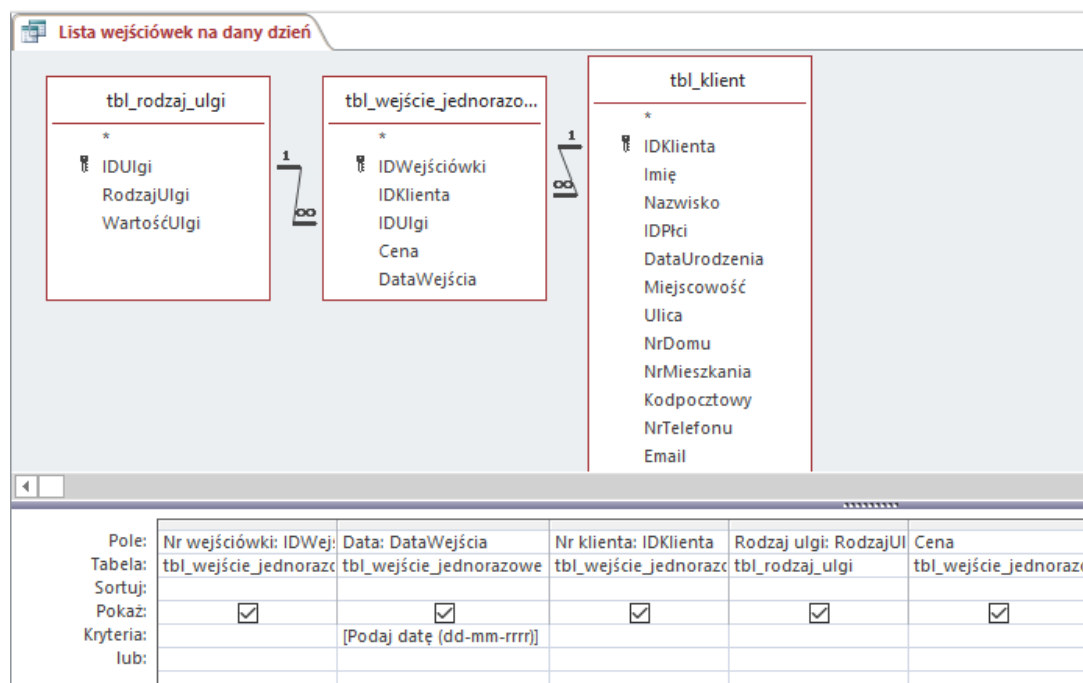 Lista wejściówek na dany dzień
tbl_rodzaj_ulgi
*
IDUlgi
RodzajUlgi
WartośćUlgi
1
∞
tbl_wejście_jednorazo...
*
IDWejściówki
IDKlienta
IDUlgi
Cena
DataWejścia
1
∞
tbl_klient
*
IDKlienta
Imię
Nazwisko
IDPłci
DataUrodzenia
Miejscowość
Ulica
NrDomu
NrMieszkania
Kodpocztowy
NrTelefonu
Email
Pole: Nr wejściówki: IDWej Data: DataWejścia Nr klienta: IDKlienta Rodzaj ulgi: RodzajUl Cena
Tabela: tbl_wejście_jednorazo tbl_wejście_jednorazowe tbl_wejście_jednorazo tbl_rodzaj_ulgi tbl_wejście_jednorazo
Sortuj:
Pokaż:
Kryteria: [Podaj datę (dd-mm-rrrr)]
lub: